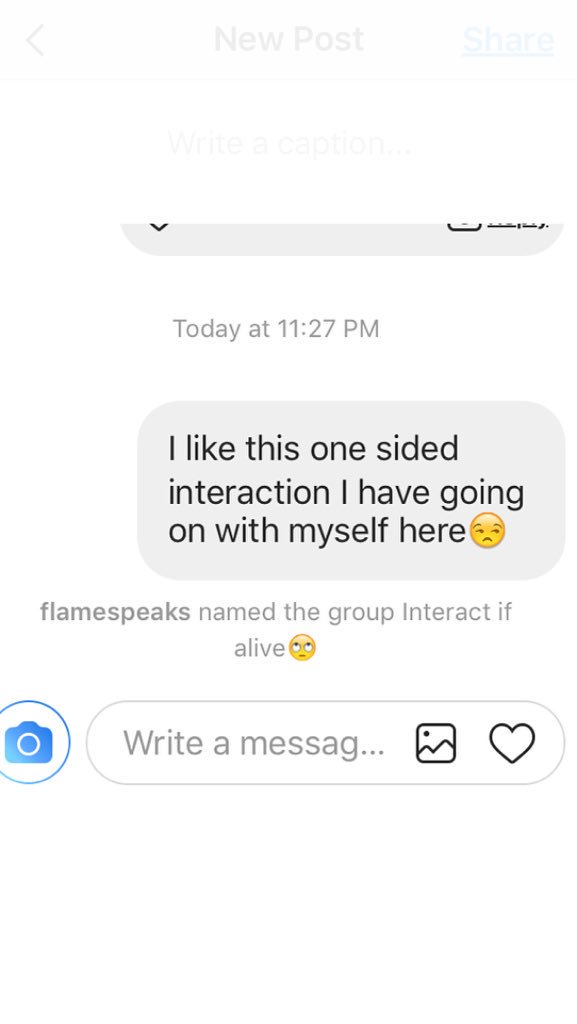 New Post
Share
Write a caption...
Reply.
Today at 11:27 PM
I like this one sided
interaction I have going
on with myself here😒
flamespeaks named the group Interact if
alive🙄
Write a messag...